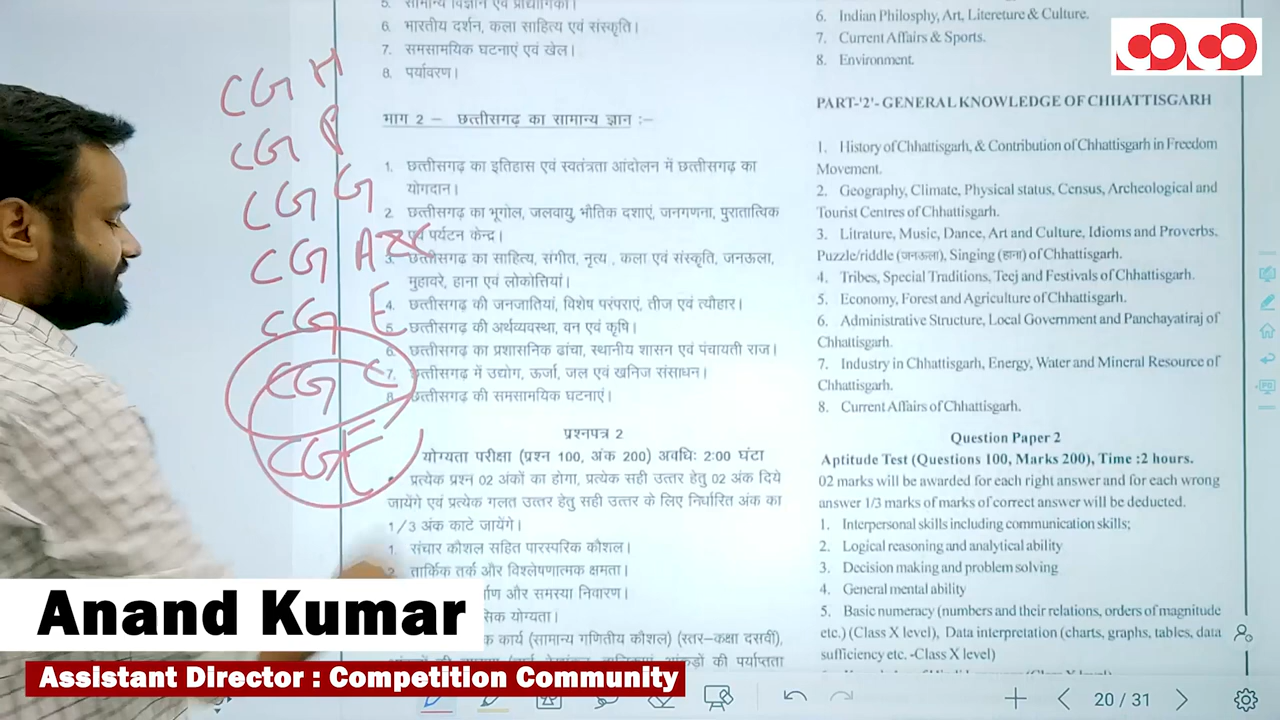 5. सामान्य विज्ञान एवं प्रौद्योगिकी।
6. भारतीय दर्शन, कला साहित्य एवं संस्कृति।
7. समसामयिक घटनाएं एवं खेल।
8. पर्यावरण।
भाग 2 – छत्तीसगढ़ का सामान्य ज्ञान :–
1. छत्तीसगढ़ का इतिहास एवं स्वतंत्रता आंदोलन में छत्तीसगढ़ का
योगदान।
2. छत्तीसगढ़ का भूगोल, जलवायु, भौतिक दशाएं, जनगणना, पुरातात्विक
एवं पर्यटन केन्द्र।
3. छत्तीसगढ़ का साहित्य, संगीत, नृत्य , कला एवं संस्कृति, जनऊला,
मुहावरे, हाना एवं लोकोत्तियां।
4. छत्तीसगढ़ की जनजातियां, विशेष परंपराएं, तीज एवं त्यौहार।
5. छत्तीसगढ़ की अर्थव्यवस्था, वन एवं कृषि।
6. छत्तीसगढ़ का प्रशासनिक ढांचा, स्थानीय शासन एवं पंचायती राज।
7. छत्तीसगढ़ में उद्योग, ऊर्जा, जल एवं खनिज संसाधन।
8. छत्तीसगढ़ की समसामयिक घटनाएं।
प्रश्नपत्र 2
योग्यता परीक्षा (प्रश्न 100, अंक 200) अवधिः 2:00 घंटा
प्रत्येक प्रश्न 02 अंकों का होगा, प्रत्येक सही उत्तर हेतु 02 अंक दिये
जायेंगे एवं प्रत्येक गलत उत्तर हेतु सही उत्तर के लिए निर्धारित अंक का
1/3 अंक काटे जायेंगे।
1. संचार कौशल सहित पारस्परिक कौशल।
2. तार्किक तर्क और विश्लेषणात्मक क्षमता।
और समस्या निवारण।
योग्यता।
कार्य (सामान्य गणितीय कौशल) (स्तर–कक्षा दसवीं),
CG H
CG P
CG G
CG A&C
CG E
CG C
CG
6. Indian Philosphy, Art, Litereture & Culture.
7. Current Affairs & Sports.
8. Environment.
PART-'2'- GENERAL KNOWLEDGE OF CHHATTISGARH
1. History of Chhattisgarh, & Contribution of Chhattisgarh in Freedom
Movement.
2. Geography, Climate, Physical status, Census, Archeological and
Tourist Centres of Chhattisgarh.
3. Litrature, Music, Dance, Art and Culture, Idioms and Proverbs,
Puzzle/riddle (जनऊला), Singing (हाना) of Chhattisgarh.
4. Tribes, Special Traditions, Teej and Festivals of Chhattisgarh.
5. Economy, Forest and Agriculture of Chhattisgarh.
6. Administrative Structure, Local Government and Panchayatiraj of
Chhattisgarh.
7. Industry in Chhattisgarh, Energy, Water and Mineral Resource of
Chhattisgarh.
8. Current Affairs of Chhattisgarh.
Question Paper 2
Aptitude Test (Questions 100, Marks 200), Time :2 hours.
02 marks will be awarded for each right answer and for each wrong
answer 1/3 marks of marks of correct answer will be deducted.
1. Interpersonal skills including communication skills;
2. Logical reasoning and analytical ability
3. Decision making and problem solving
4. General mental ability
5. Basic numeracy (numbers and their relations, orders of magnitude
etc.) (Class X level), Data interpretation (charts, graphs, tables, data
sufficiency etc. -Class X level)
20 / 31
Anand Kumar
Assistant Director : Competition Community